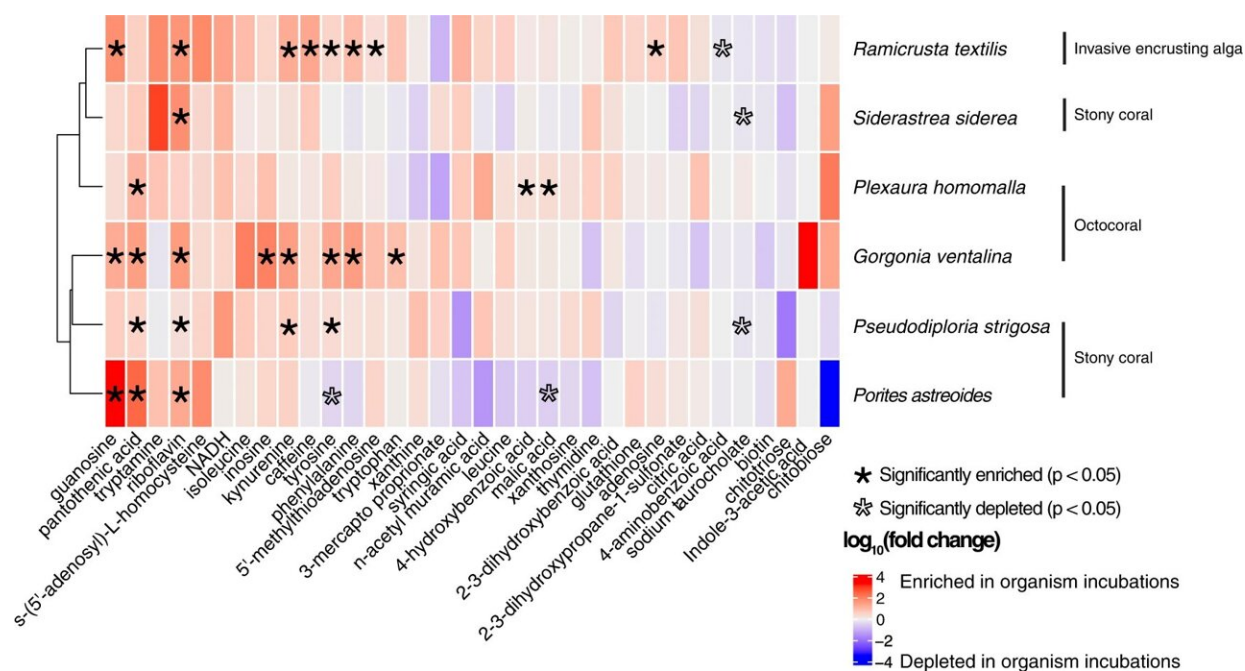 Ramicrusta textilis
Invasive encrusting alga
Siderastrea siderea
Stony coral
Plexaura homomalla
Octocoral
Gorgonia ventalina
Pseudodiploria strigosa
Stony coral
Porites astreoides
guanosine
pantothenic acid
tryptamine
riboflavin
s-(5'-adenosyl)-L-homocysteine
NADH
isoleucine
inosine
kynurenine
caffeine
tyrosine
phenylalanine
5'-methylthioadenosine
tryptophan
xanthine
3-mercapto proprionate
syringic acid
n-acetyl muramic acid
leucine
4-hydroxybenzoic acid
malic acid
xanthosine
thymidine
2-3-dihydroxybenzoic acid
glutathione
adenosine
2-3-dihydroxypropane-1-sulfonate
citric acid
4-aminobenzoic acid
sodium taurocholate
biotin
chitotriose
Indole-3-acetic acid
chitobiose
Significantly enriched (p < 0.05)
Significantly depleted (p < 0.05)
log10(fold change)
4 Enriched in organism incubations
2
0
−2
−4 Depleted in organism incubations